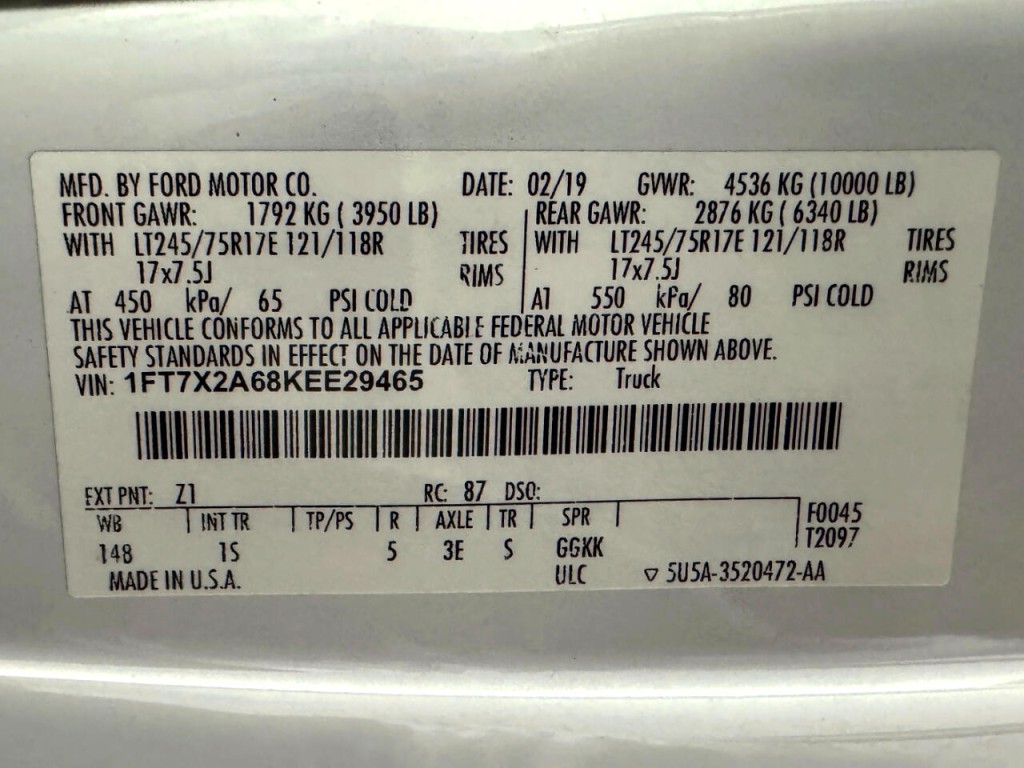 MFD. BY FORD MOTOR CO. DATE: 02/19 GVWR: 4536 KG (10000 LB)
FRONT GAWR: 1792 KG ( 3950 LB) REAR GAWR: 2876 KG ( 6340 LB)
WITH LT245/75R17E 121/118R TIRES WITH LT245/75R17E 121/118R TIRES
17x7.5J RIMS 17x7.5J RIMS
AT 450 kPa/ 65 PSI COLD AT 550 kPa/ 80 PSI COLD
THIS VEHICLE CONFORMS TO ALL APPLICABLE FEDERAL MOTOR VEHICLE
SAFETY STANDARDS IN EFFECT ON THE DATE OF MANUFACTURE SHOWN ABOVE.
VIN: 1FT7X2A68KEE29465 TYPE: Truck
EXT PNT: Z1 RC: 87 DSO:
WB INT TR TP/PS R AXLE TR SPR F0045
148 1S 5 3E S GGKK T2097
MADE IN U.S.A. ULC ▽ 5U5A-3520472-AA